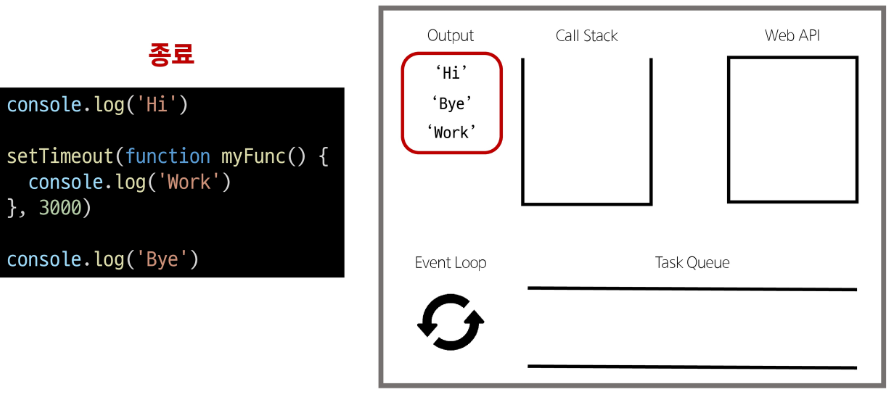 종료
console.log('Hi')
setTimeout(function myFunc() {
  console.log('Work')
}, 3000)
console.log('Bye')
Output
Call Stack
Web API
‘Hi’
‘Bye’
‘Work’
Event Loop
Task Queue